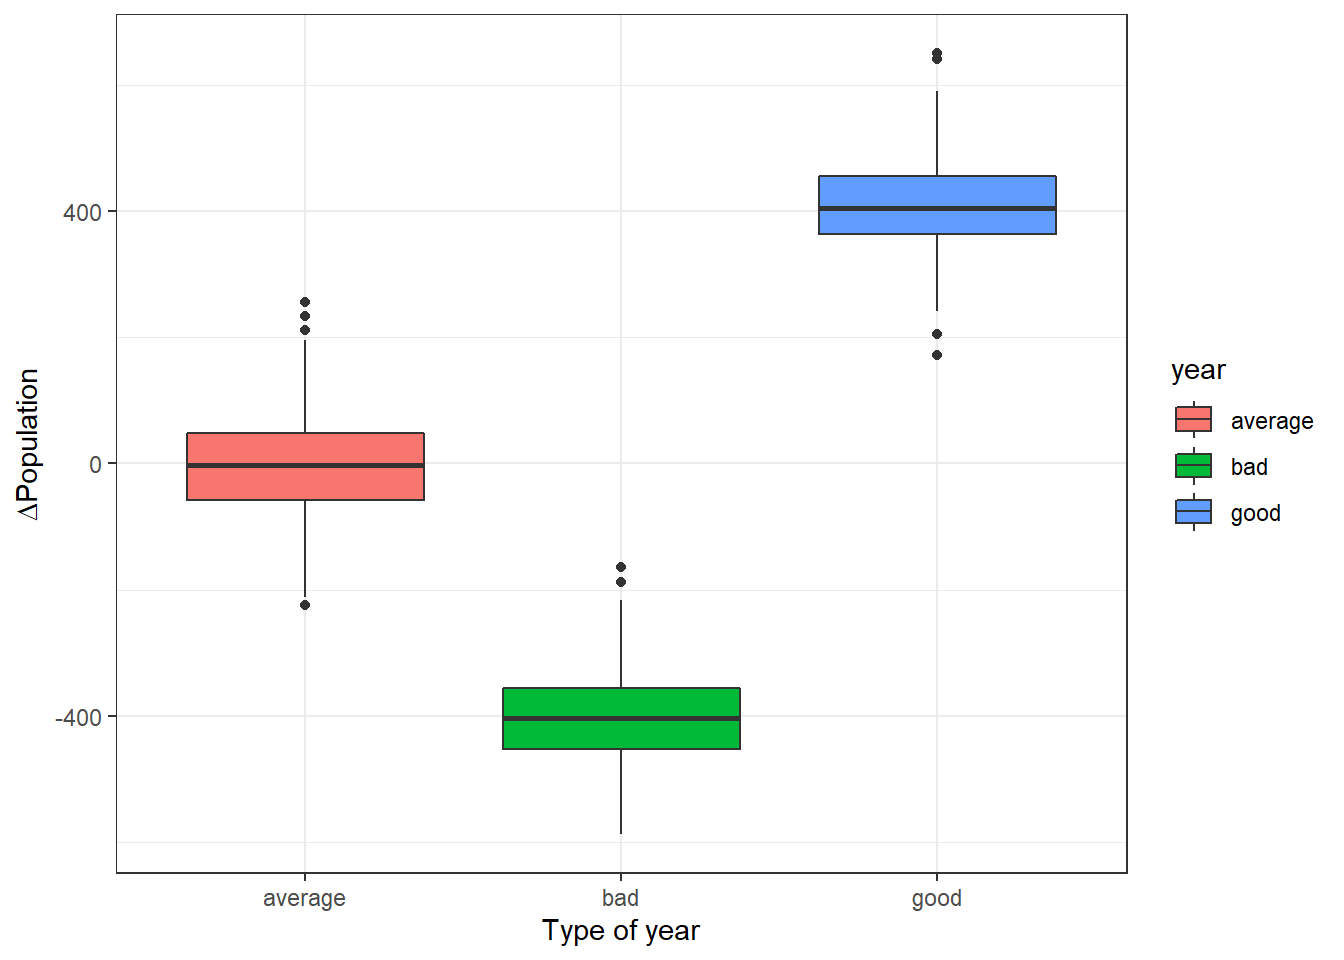 400
0
-400
ΔPopulation
average
bad
good
Type of year
year
average
bad
good